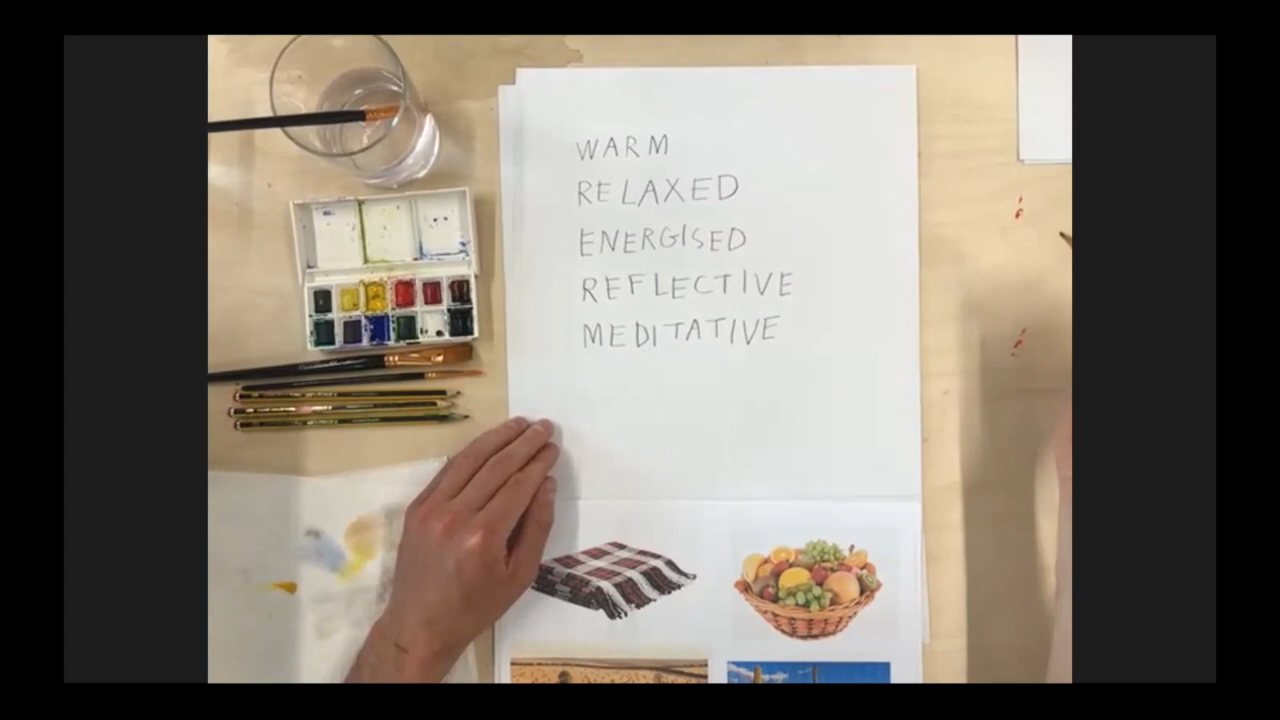 WARM
RELAXED
ENERGISED
REFLECTIVE
MEDITATIVE